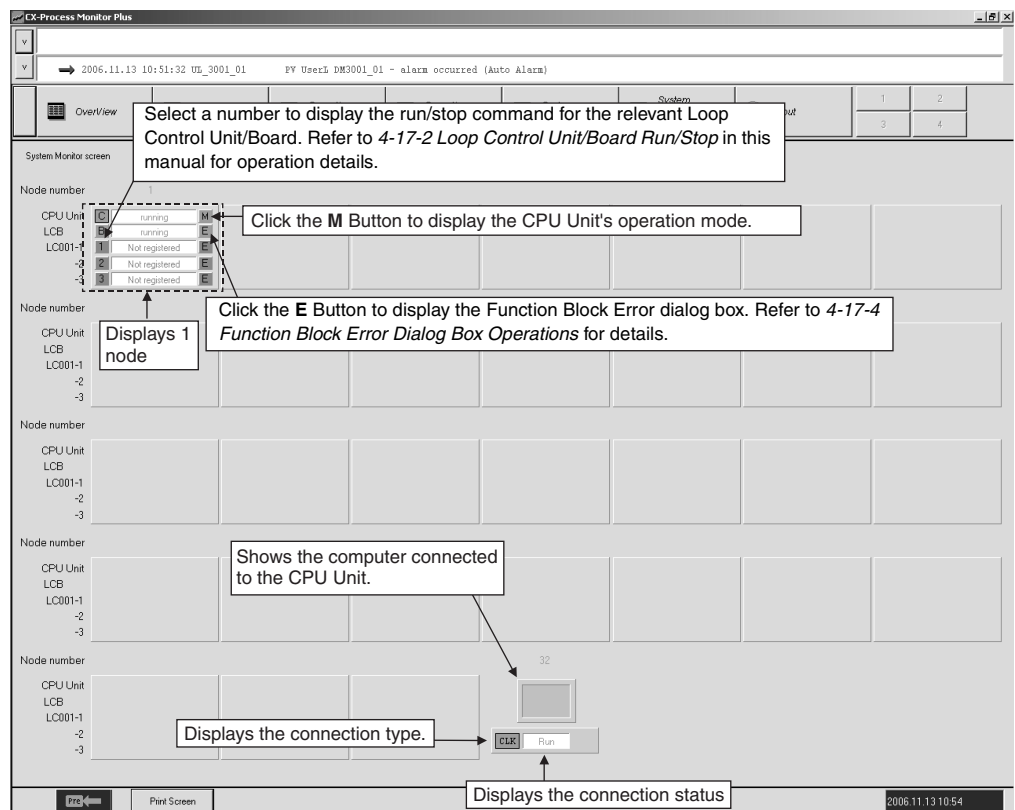 CX-Process Monitor Plus
v
v 2006.11.13 10:51:32 UL_3001_01 PV UserL DM3001_01 - alarm occurred (Auto Alarm)
OverView
System
1 2
3 4
Select a number to display the run/stop command for the relevant Loop
Control Unit/Board. Refer to 4-17-2 Loop Control Unit/Board Run/Stop in this
manual for operation details.
System Monitor screen
Node number 1
CPU Unit C running M
LCB B running E
LC001-1 1 Not registered E
-2 2 Not registered E
-3 3 Not registered E
Click the M Button to display the CPU Unit's operation mode.
Click the E Button to display the Function Block Error dialog box. Refer to 4-17-4
Function Block Error Dialog Box Operations for details.
Displays 1
node
Node number
CPU Unit
LCB
LC001-1
-2
-3
Node number
CPU Unit
LCB
LC001-1
-2
-3
Node number
CPU Unit
LCB
LC001-1
-2
-3
Shows the computer connected
to the CPU Unit.
Node number 32
CPU Unit
LCB
LC001-1
-2
-3
Displays the connection type.
CLK Run
Displays the connection status
Pre
Print Screen
2006.11.13 10:54